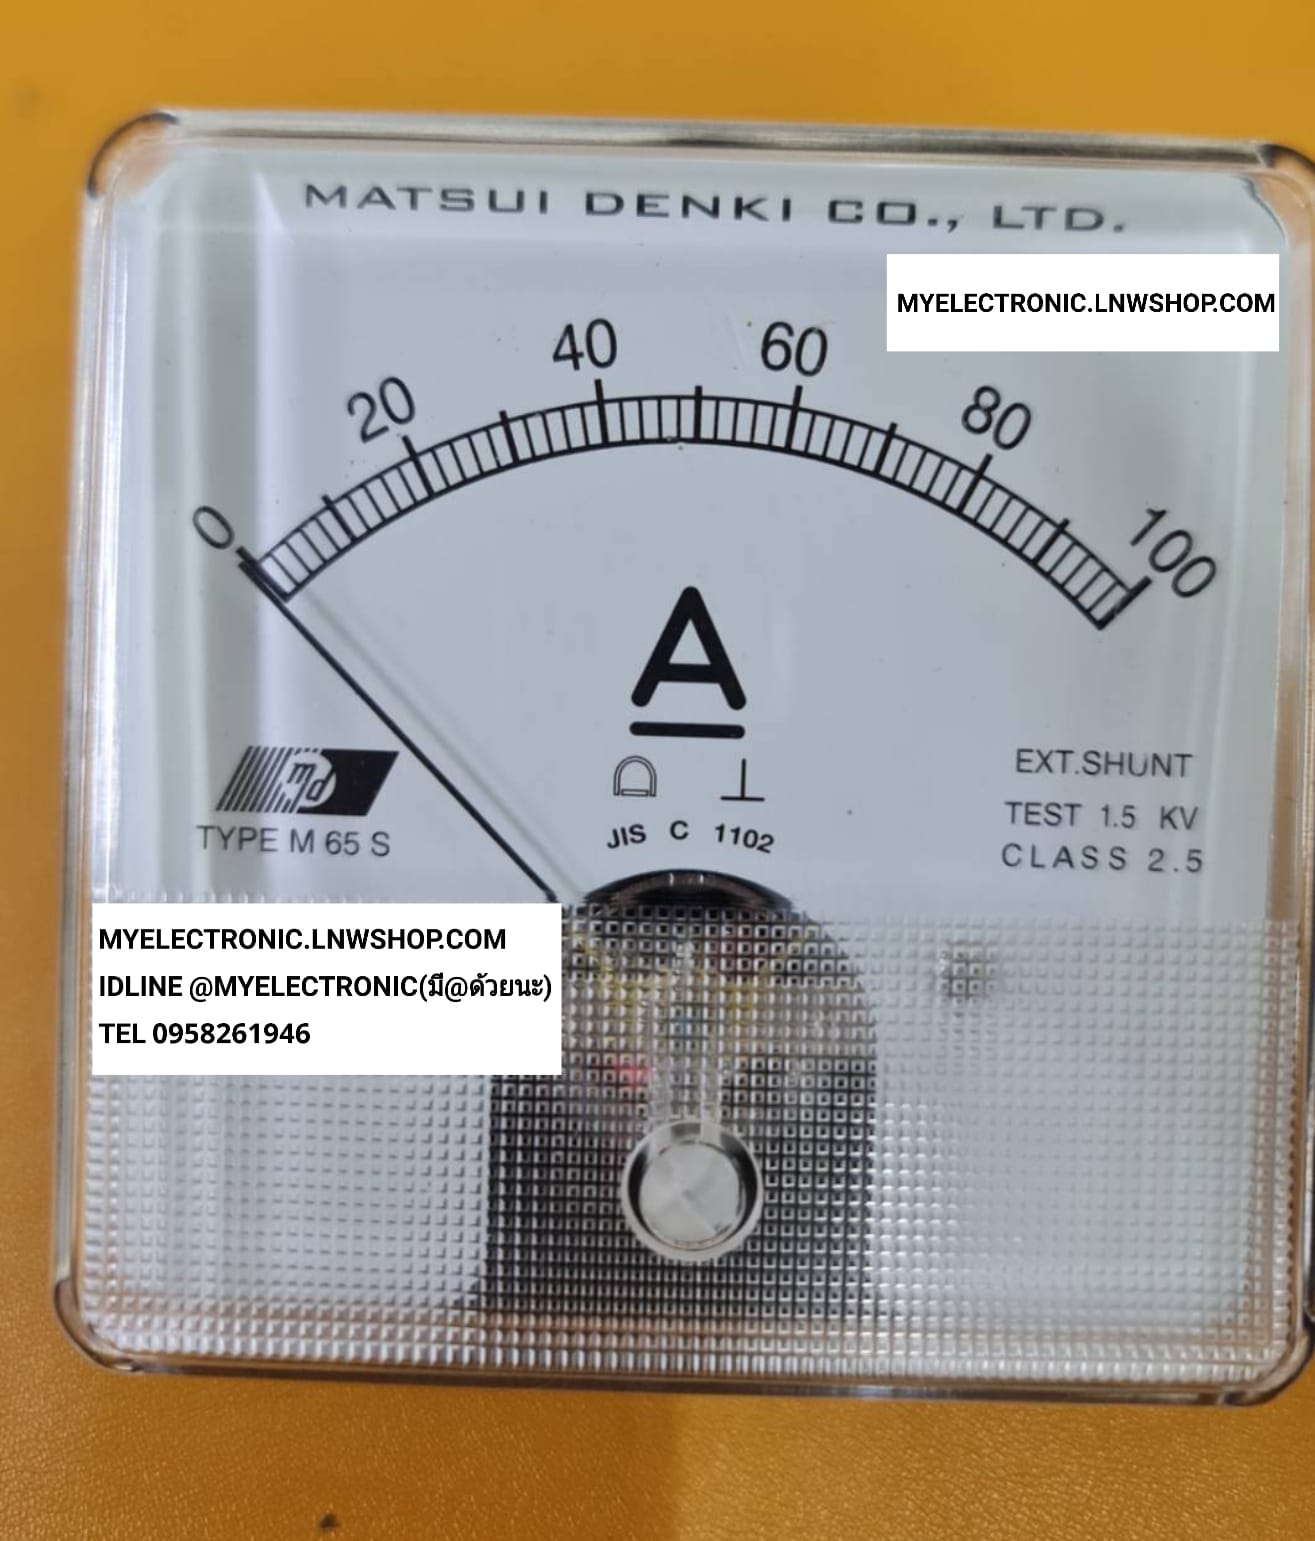 MATSUI DENKI CO., LTD.
MYELECTRONIC.LNWSHOP.COM
0 20 40 60 80 100
A
md
TYPE M 65 S
JIS C 1102
EXT.SHUNT
TEST 1.5 KV
CLASS 2.5
MYELECTRONIC.LNWSHOP.COM
IDLINE @MYELECTRONIC(มี@ด้วยนะ)
TEL 0958261946